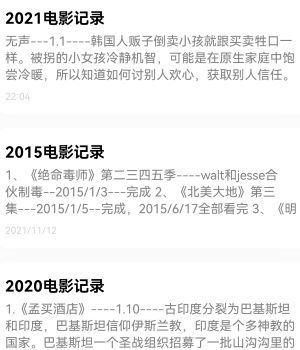 2021电影记录
无声---1.1----韩国人贩子倒卖小孩就跟买卖牲口一
样。被拐的小女孩冷静机智，可能是在原生家庭中饱
尝冷暖，所以知道如何讨别人欢心，获取别人信任。
22:04
2015电影记录
1、《绝命毒师》第二三四五季----walt和jesse合
伙制毒--2015/1/3---完成 2、《北美大地》第三
集---2015/1/5--完成，2015/6/17全部看完 3、《明
2021/11/12
2020电影记录
1.《孟买酒店》----1.10----古印度分裂为巴基斯坦
和印度，巴基斯坦信仰伊斯兰教，印度是个多神教的
国家。巴基斯坦一个圣战组织招募了一批山沟沟里的